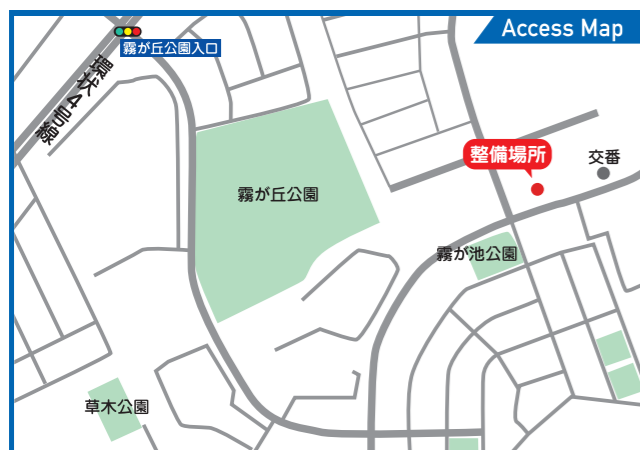 Access Map
霧が丘公園入口
環状4号線
整備場所
交番
霧が丘公園
霧が池公園
草木公園